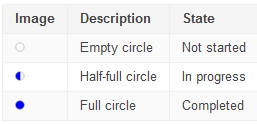 Image Description State
Empty circle Not started
Half-full circle In progress
Full circle Completed